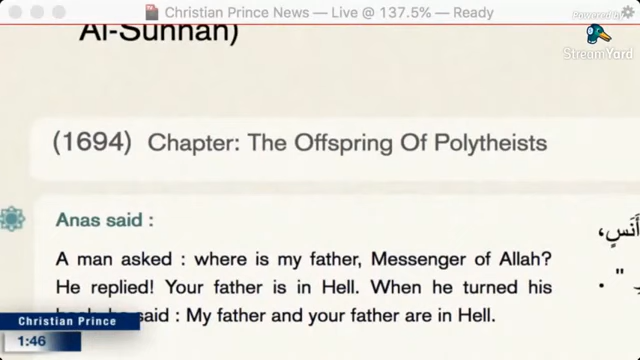 Christian Prince News — Live @ 137.5% — Ready
Powered by
StreamYard
Al-Sunnah)
(1694) Chapter: The Offspring Of Polytheists
Anas said :
أَنَسٍ،
A man asked : where is my father, Messenger of Allah?
He replied! Your father is in Hell. When he turned his
said : My father and your father are in Hell.
Christian Prince
1:46